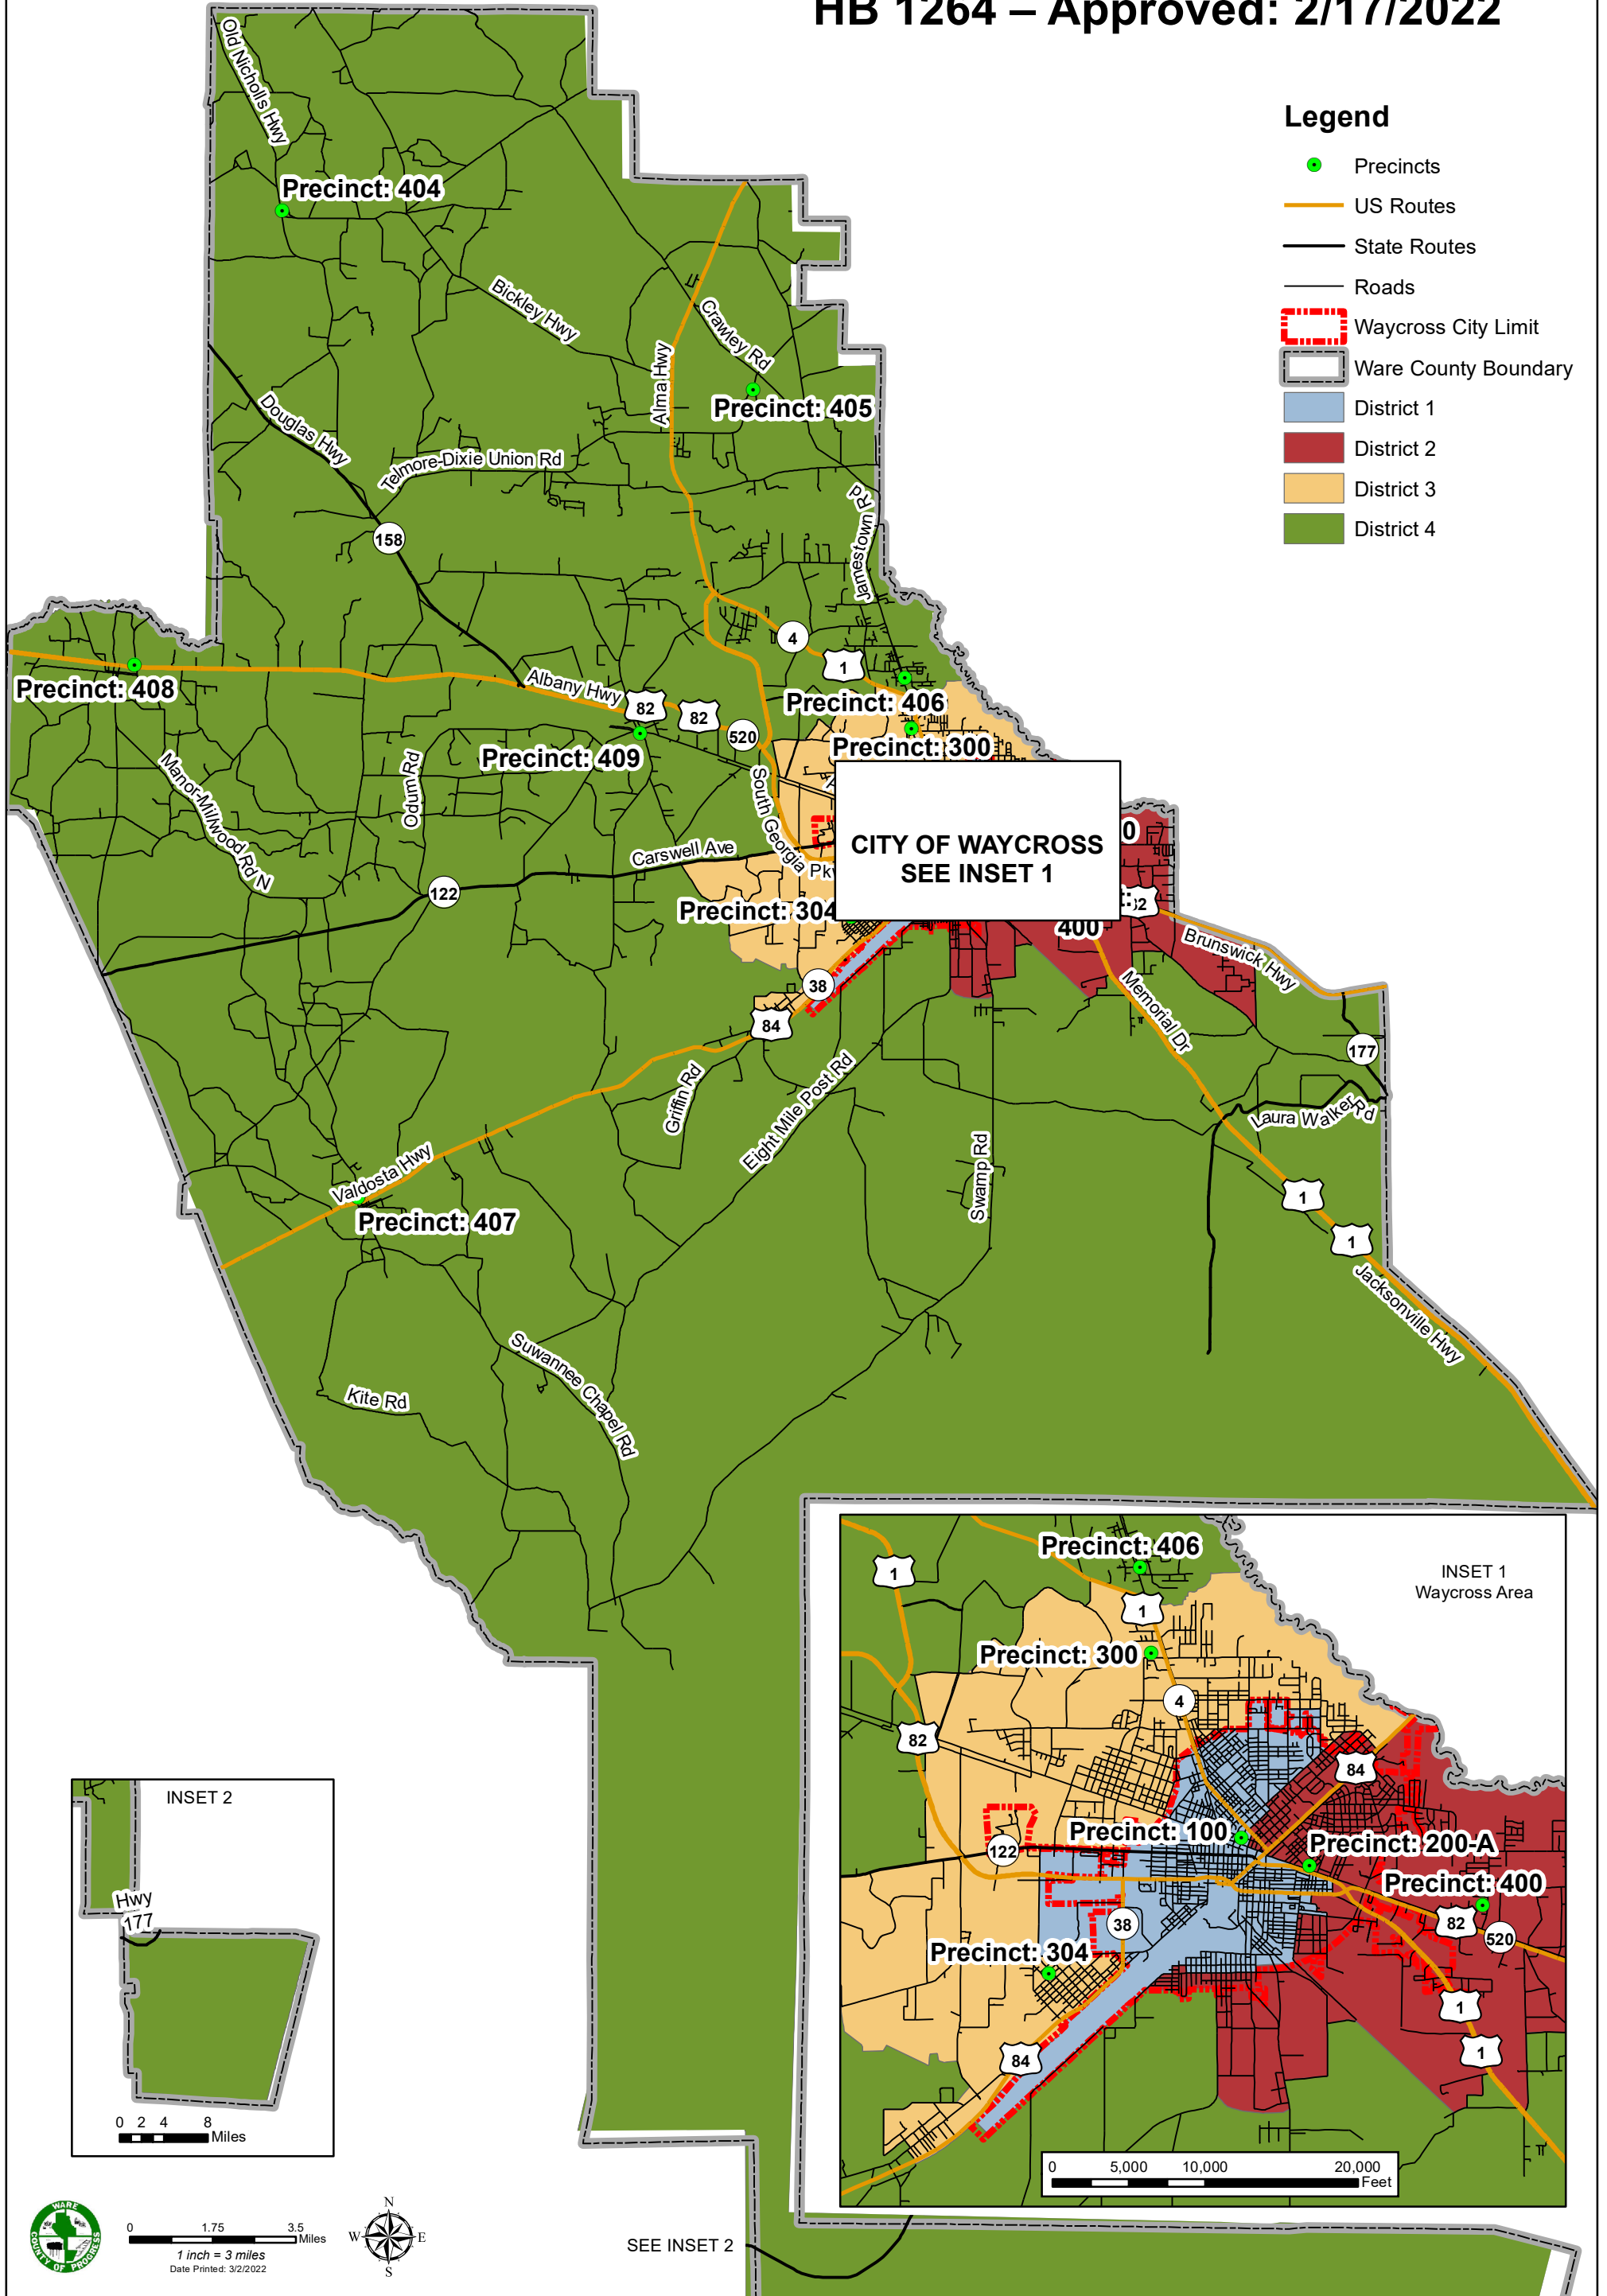 HB 1264 – Approved: 2/17/2022
Legend
Precincts
US Routes
State Routes
Roads
Waycross City Limit
Ware County Boundary
District 1
District 2
District 3
District 4
Old Nicholls Hwy
Precinct: 404
Bickley Hwy
Crawley Rd
Alma Hwy
Precinct: 405
Douglas Hwy
Telmore-Dixie Union Rd
Jamestown Rd
158
4
1
Precinct: 408
Albany Hwy
82
82
520
Precinct: 406
Precinct: 300
Precinct: 409
Manor-Millwood Rd N
Odum Rd
South Georgia Pkw
Carswell Ave
CITY OF WAYCROSS
SEE INSET 1
0
122
Precinct: 304
t:
32
400
Brunswick Hwy
38
84
Memorial Dr
177
Griffin Rd
Eight Mile Post Rd
Laura Walker Rd
Swamp Rd
Valdosta Hwy
Precinct: 407
1
1
Jacksonville Hwy
Suwannee Chapel Rd
Kite Rd
INSET 1
Waycross Area
Precinct: 406
1
1
Precinct: 300
4
82
84
Precinct: 100
122
Precinct: 200-A
Precinct: 400
38
82
520
Precinct: 304
1
1
84
0 5,000 10,000 20,000
Feet
INSET 2
Hwy
177
0 2 4 8
Miles
WARE
COUNTY OF PROGRESS
0 1.75 3.5
Miles
1 inch = 3 miles
Date Printed: 3/2/2022
N
W E
S
SEE INSET 2